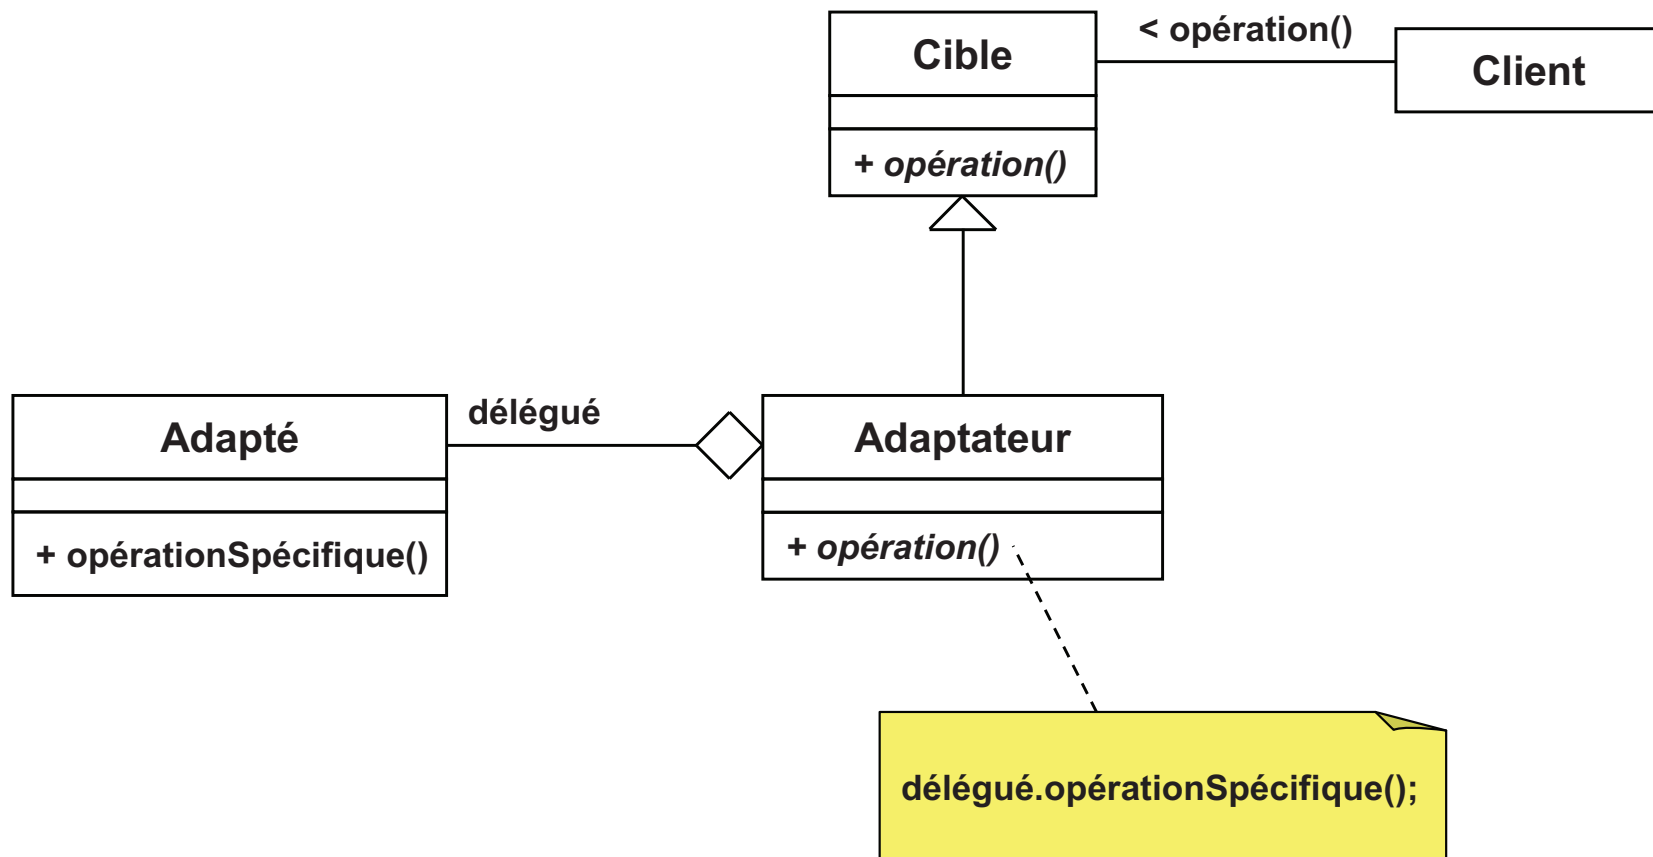 Cible
< opération()
Client
+ opération()
Adapté
délégué
Adaptateur
+ opérationSpécifique()
+ opération()
délégué.opérationSpécifique();